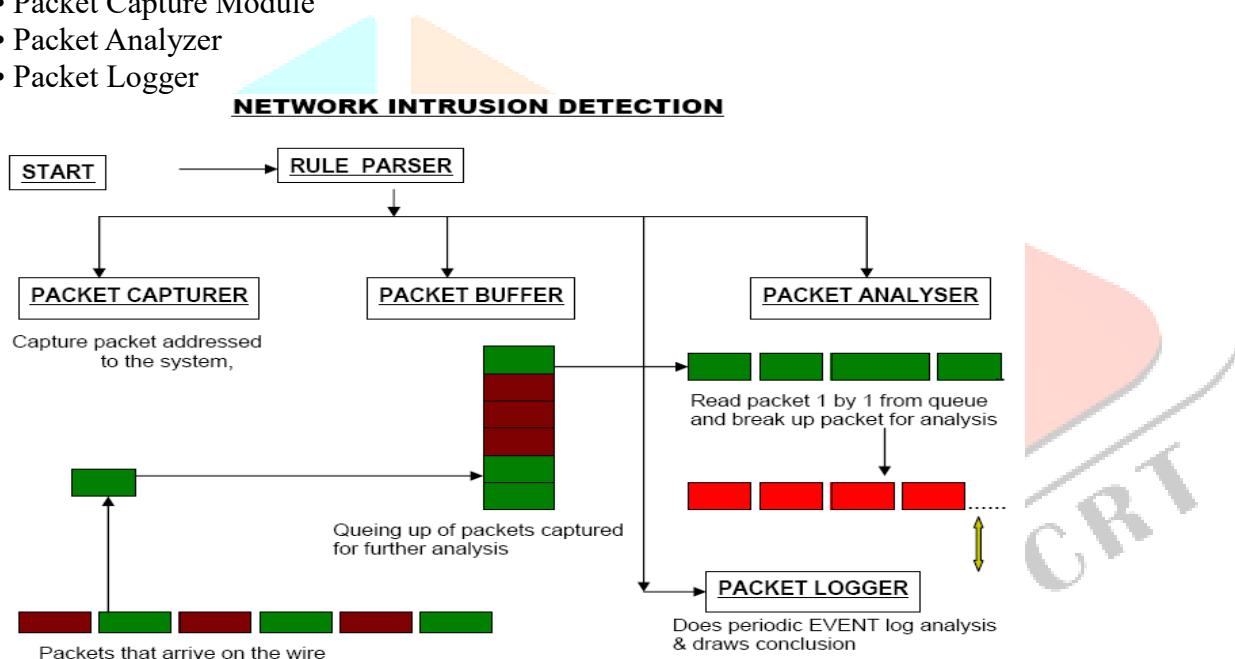 • Packet Capture Module
• Packet Analyzer
• Packet Logger
NETWORK INTRUSION DETECTION
START
RULE PARSER
PACKET CAPTURER
PACKET BUFFER
PACKET ANALYSER
Capture packet addressed
to the system,
Read packet 1 by 1 from queue
and break up packet for analysis
Queing up of packets captured
for further analysis
PACKET LOGGER
Does periodic EVENT log analysis
& draws conclusion
Packets that arrive on the wire
CRT